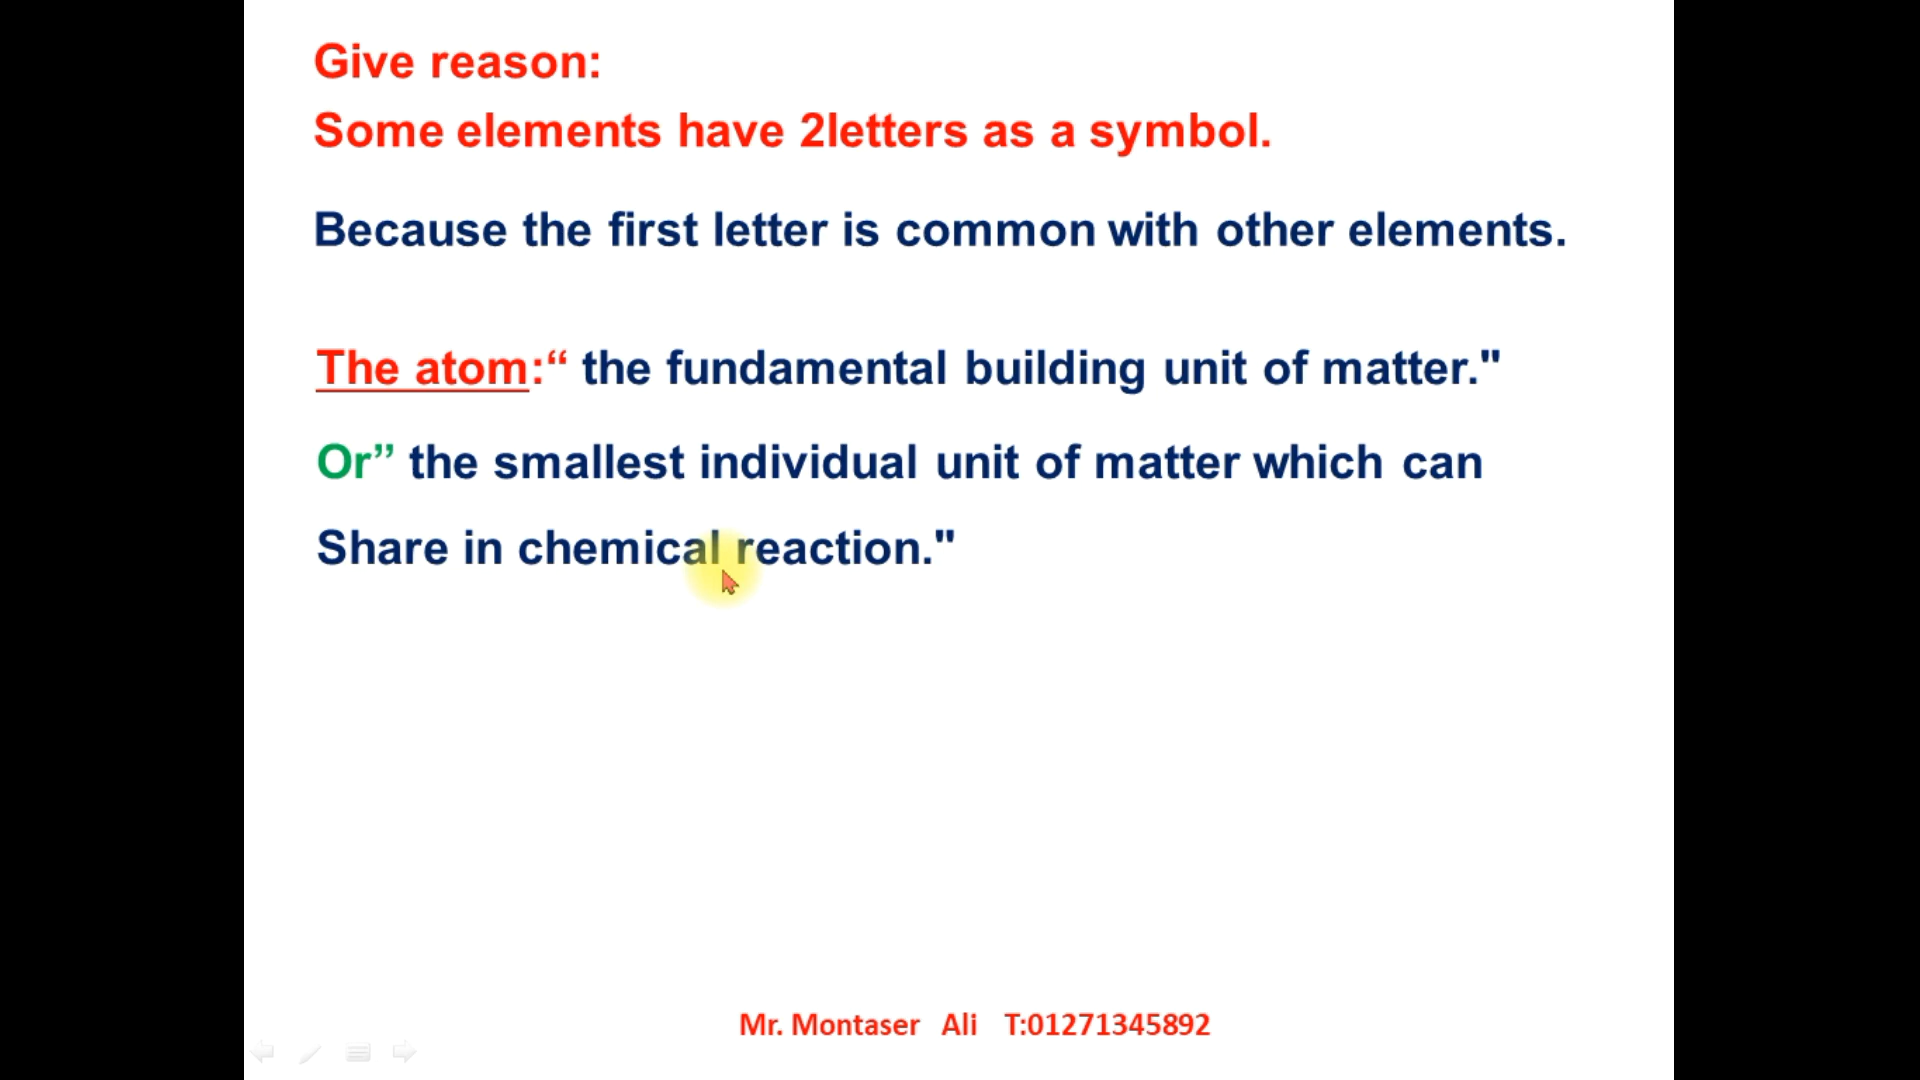 Give reason:
Some elements have 2letters as a symbol.
Because the first letter is common with other elements.
The atom:“ the fundamental building unit of matter."
Or” the smallest individual unit of matter which can
Share in chemical reaction."
Mr. Montaser Ali T:01271345892